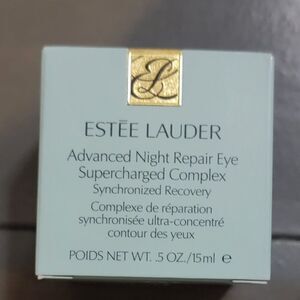 EL
ESTĒE LAUDER
Advanced Night Repair Eye
Supercharged Complex
Synchronized Recovery
Complexe de réparation
synchronisée ultra-concentré
contour des yeux
POIDS NET WT. .5 OZ./15ml e